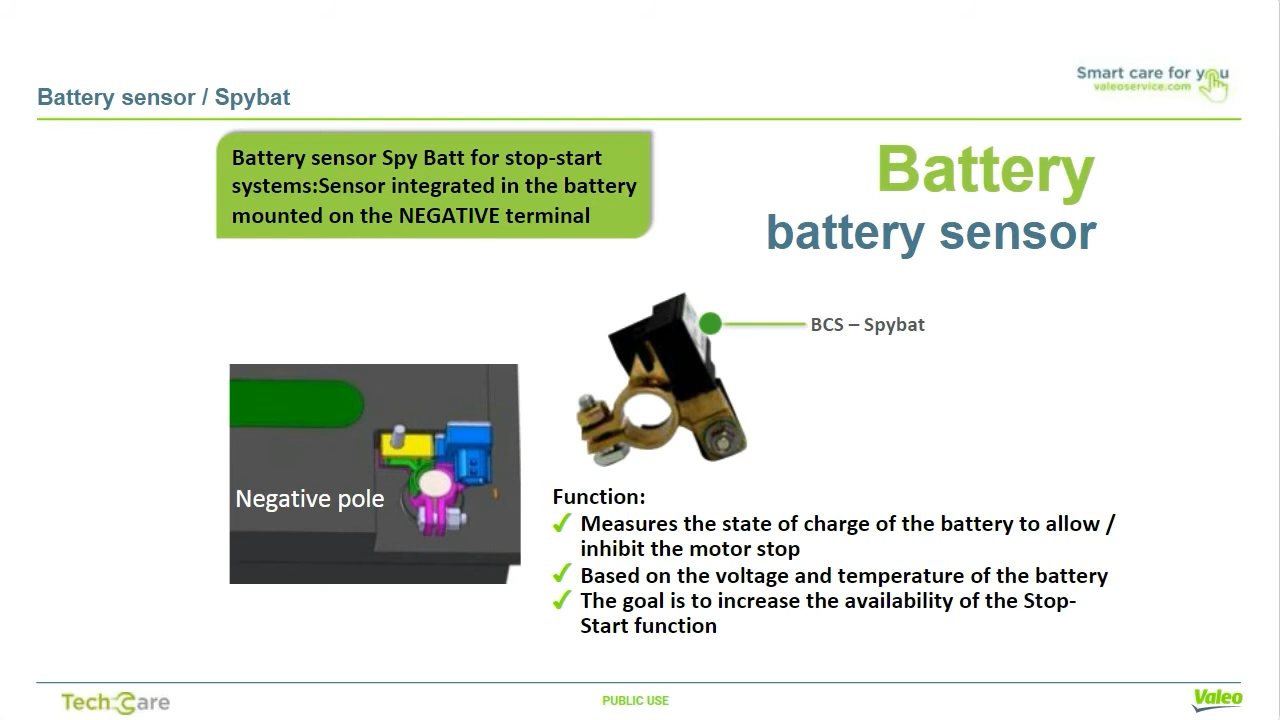 Smart care for you
valeoservice.com
Battery sensor / Spybat
Battery sensor Spy Batt for stop-start
systems:Sensor integrated in the battery
mounted on the NEGATIVE terminal
Battery
battery sensor
BCS – Spybat
Negative pole
Function:
✓ Measures the state of charge of the battery to allow /
inhibit the motor stop
✓ Based on the voltage and temperature of the battery
✓ The goal is to increase the availability of the Stop-
Start function
Tech Care
PUBLIC USE
Valeo